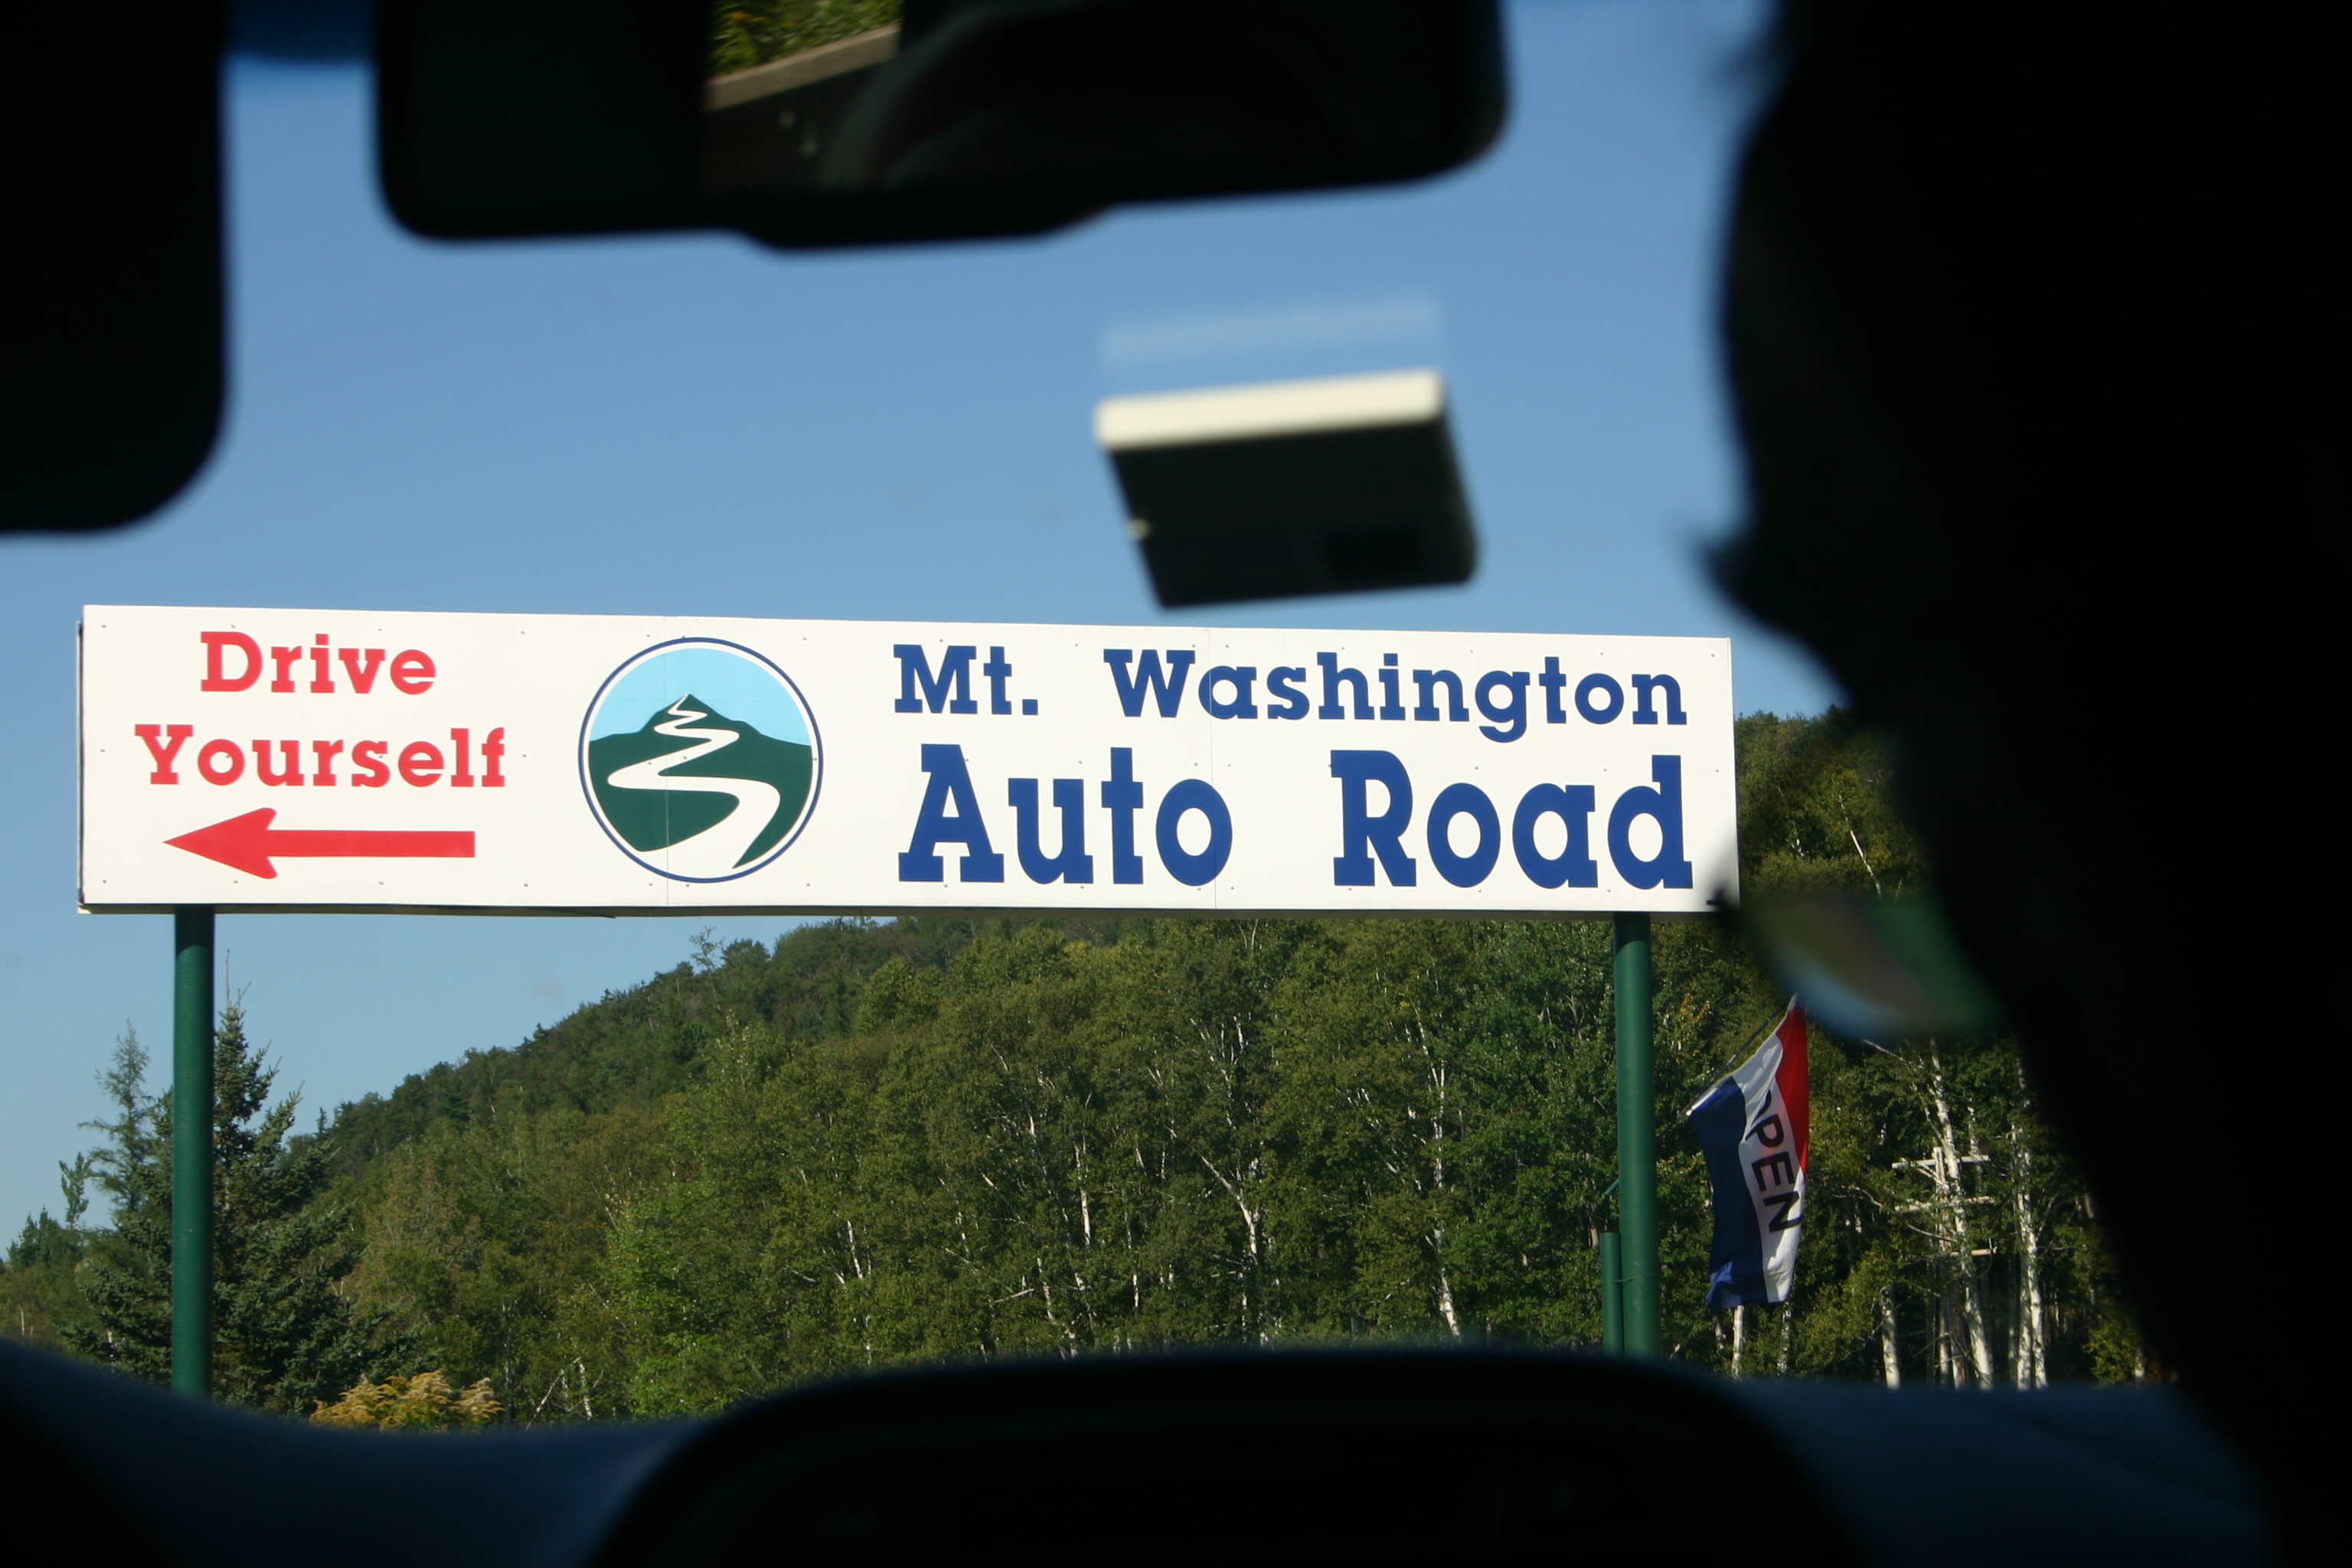 Drive
Yourself
Mt. Washington
Auto Road
OPEN